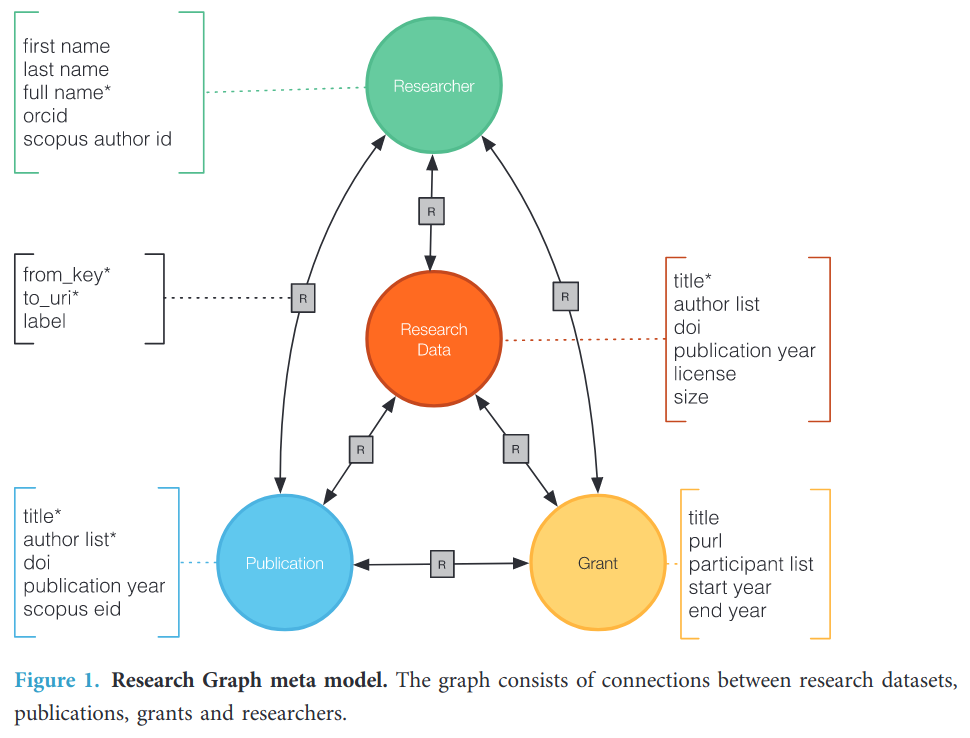 first name
last name
full name*
orcid
scopus author id
Researcher
R
from_key*
to_uri*
label
R
R
Research
Data
title*
author list
doi
publication year
license
size
R
R
title*
author list*
doi
publication year
scopus eid
Publication
R
Grant
title
purl
participant list
start year
end year
Figure 1. Research Graph meta model. The graph consists of connections between research datasets,
publications, grants and researchers.